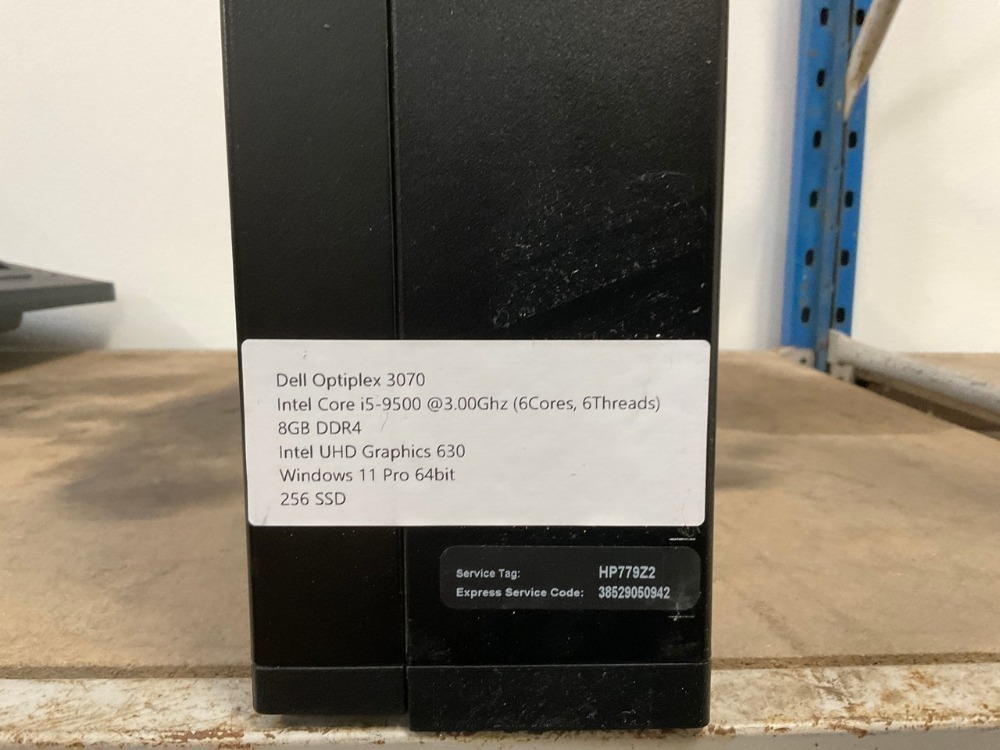 Dell Optiplex 3070
Intel Core i5-9500 @3.00Ghz (6Cores, 6Threads)
8GB DDR4
Intel UHD Graphics 630
Windows 11 Pro 64bit
256 SSD
Service Tag: HP779Z2
Express Service Code: 38529050942